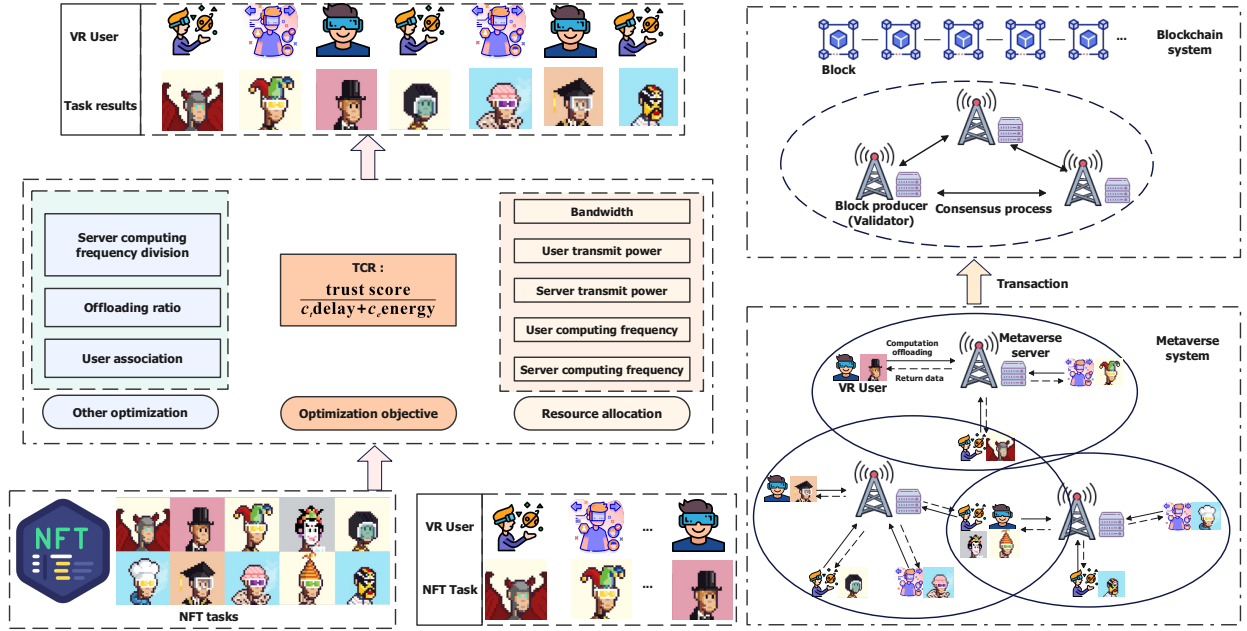 VR User
Task results
Server computing
frequency division
Offloading ratio
User association
Other optimization
TCR :
trust score
c_t delay+c_e energy
Optimization objective
Bandwidth
User transmit power
Server transmit power
User computing frequency
Server computing frequency
Resource allocation
NFT
NFT tasks
VR User
...
NFT Task
...
...
Blockchain
system
Block
Block producer
(Validator)
Consensus process
Transaction
Metaverse
system
Computation
offloading
Metaverse
server
Return data
VR User